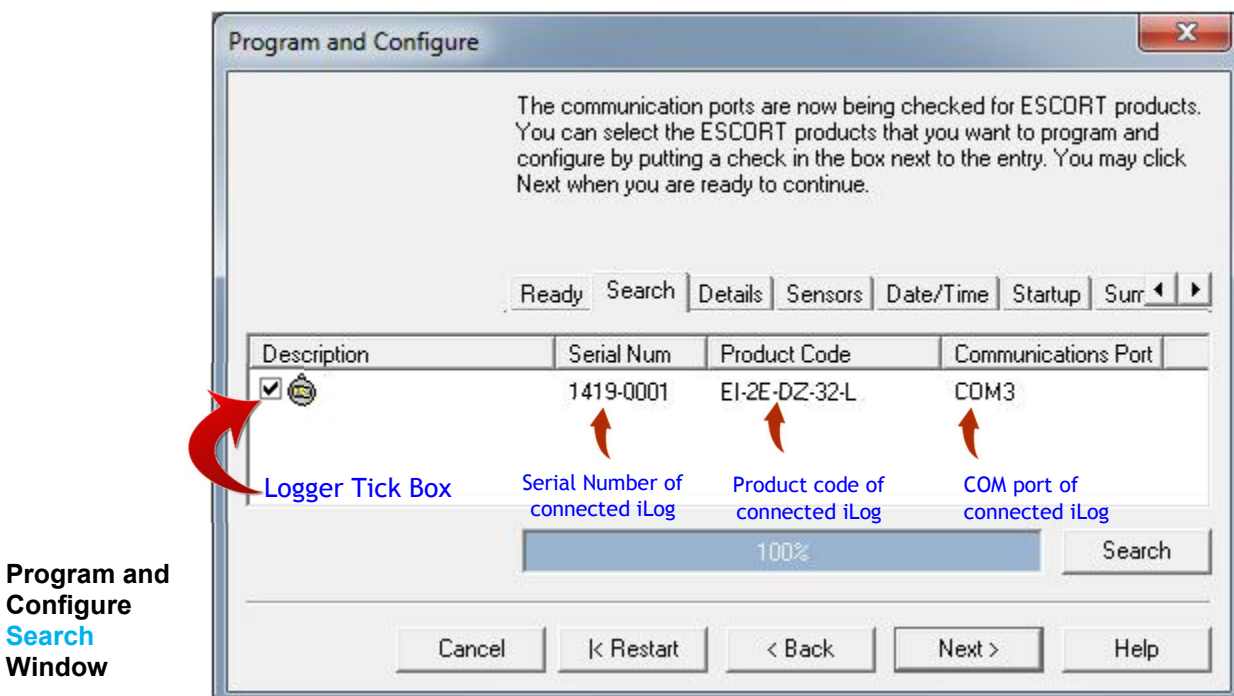 Program and Configure
The communication ports are now being checked for ESCORT products.
You can select the ESCORT products that you want to program and
configure by putting a check in the box next to the entry. You may click
Next when you are ready to continue.
Ready Search Details Sensors Date/Time Startup Sum
Description Serial Num Product Code Communications Port
1419-0001 EI-2E-DZ-32-L COM3
Logger Tick Box
Serial Number of
connected iLog
Product code of
connected iLog
COM port of
connected iLog
100% Search
Program and
Configure
Search
Window
Cancel |< Restart < Back Next > Help